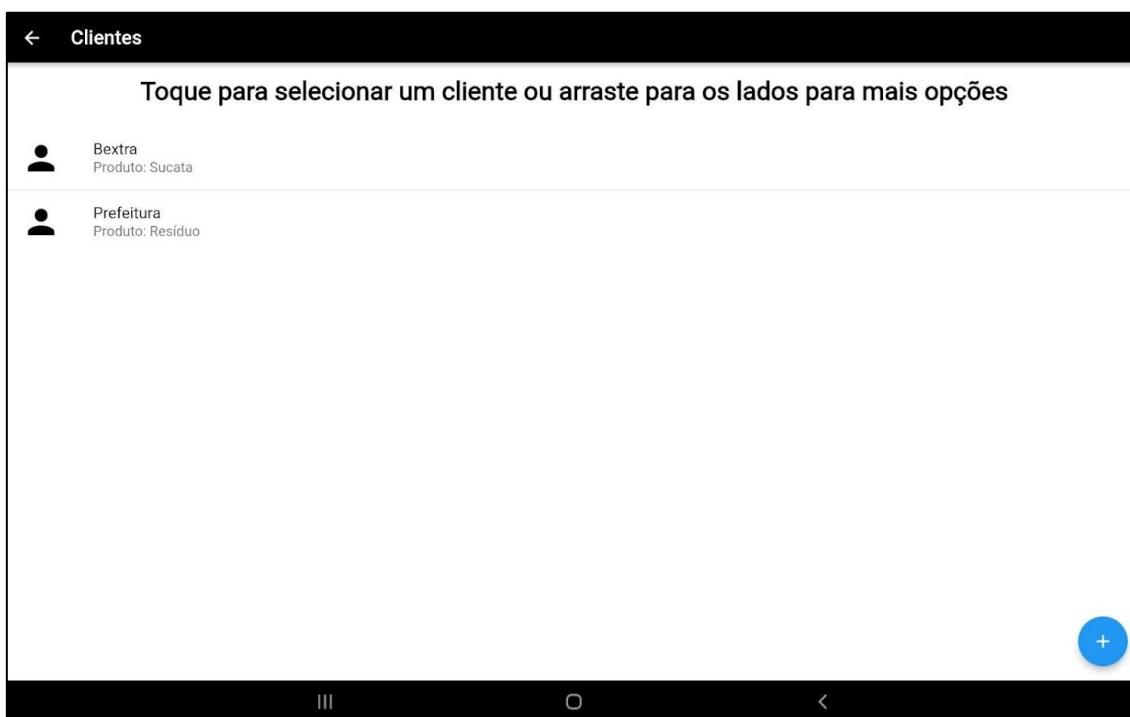 Clientes
Toque para selecionar um cliente ou arraste para os lados para mais opções
Bextra
Produto: Sucata
Prefeitura
Produto: Resíduo